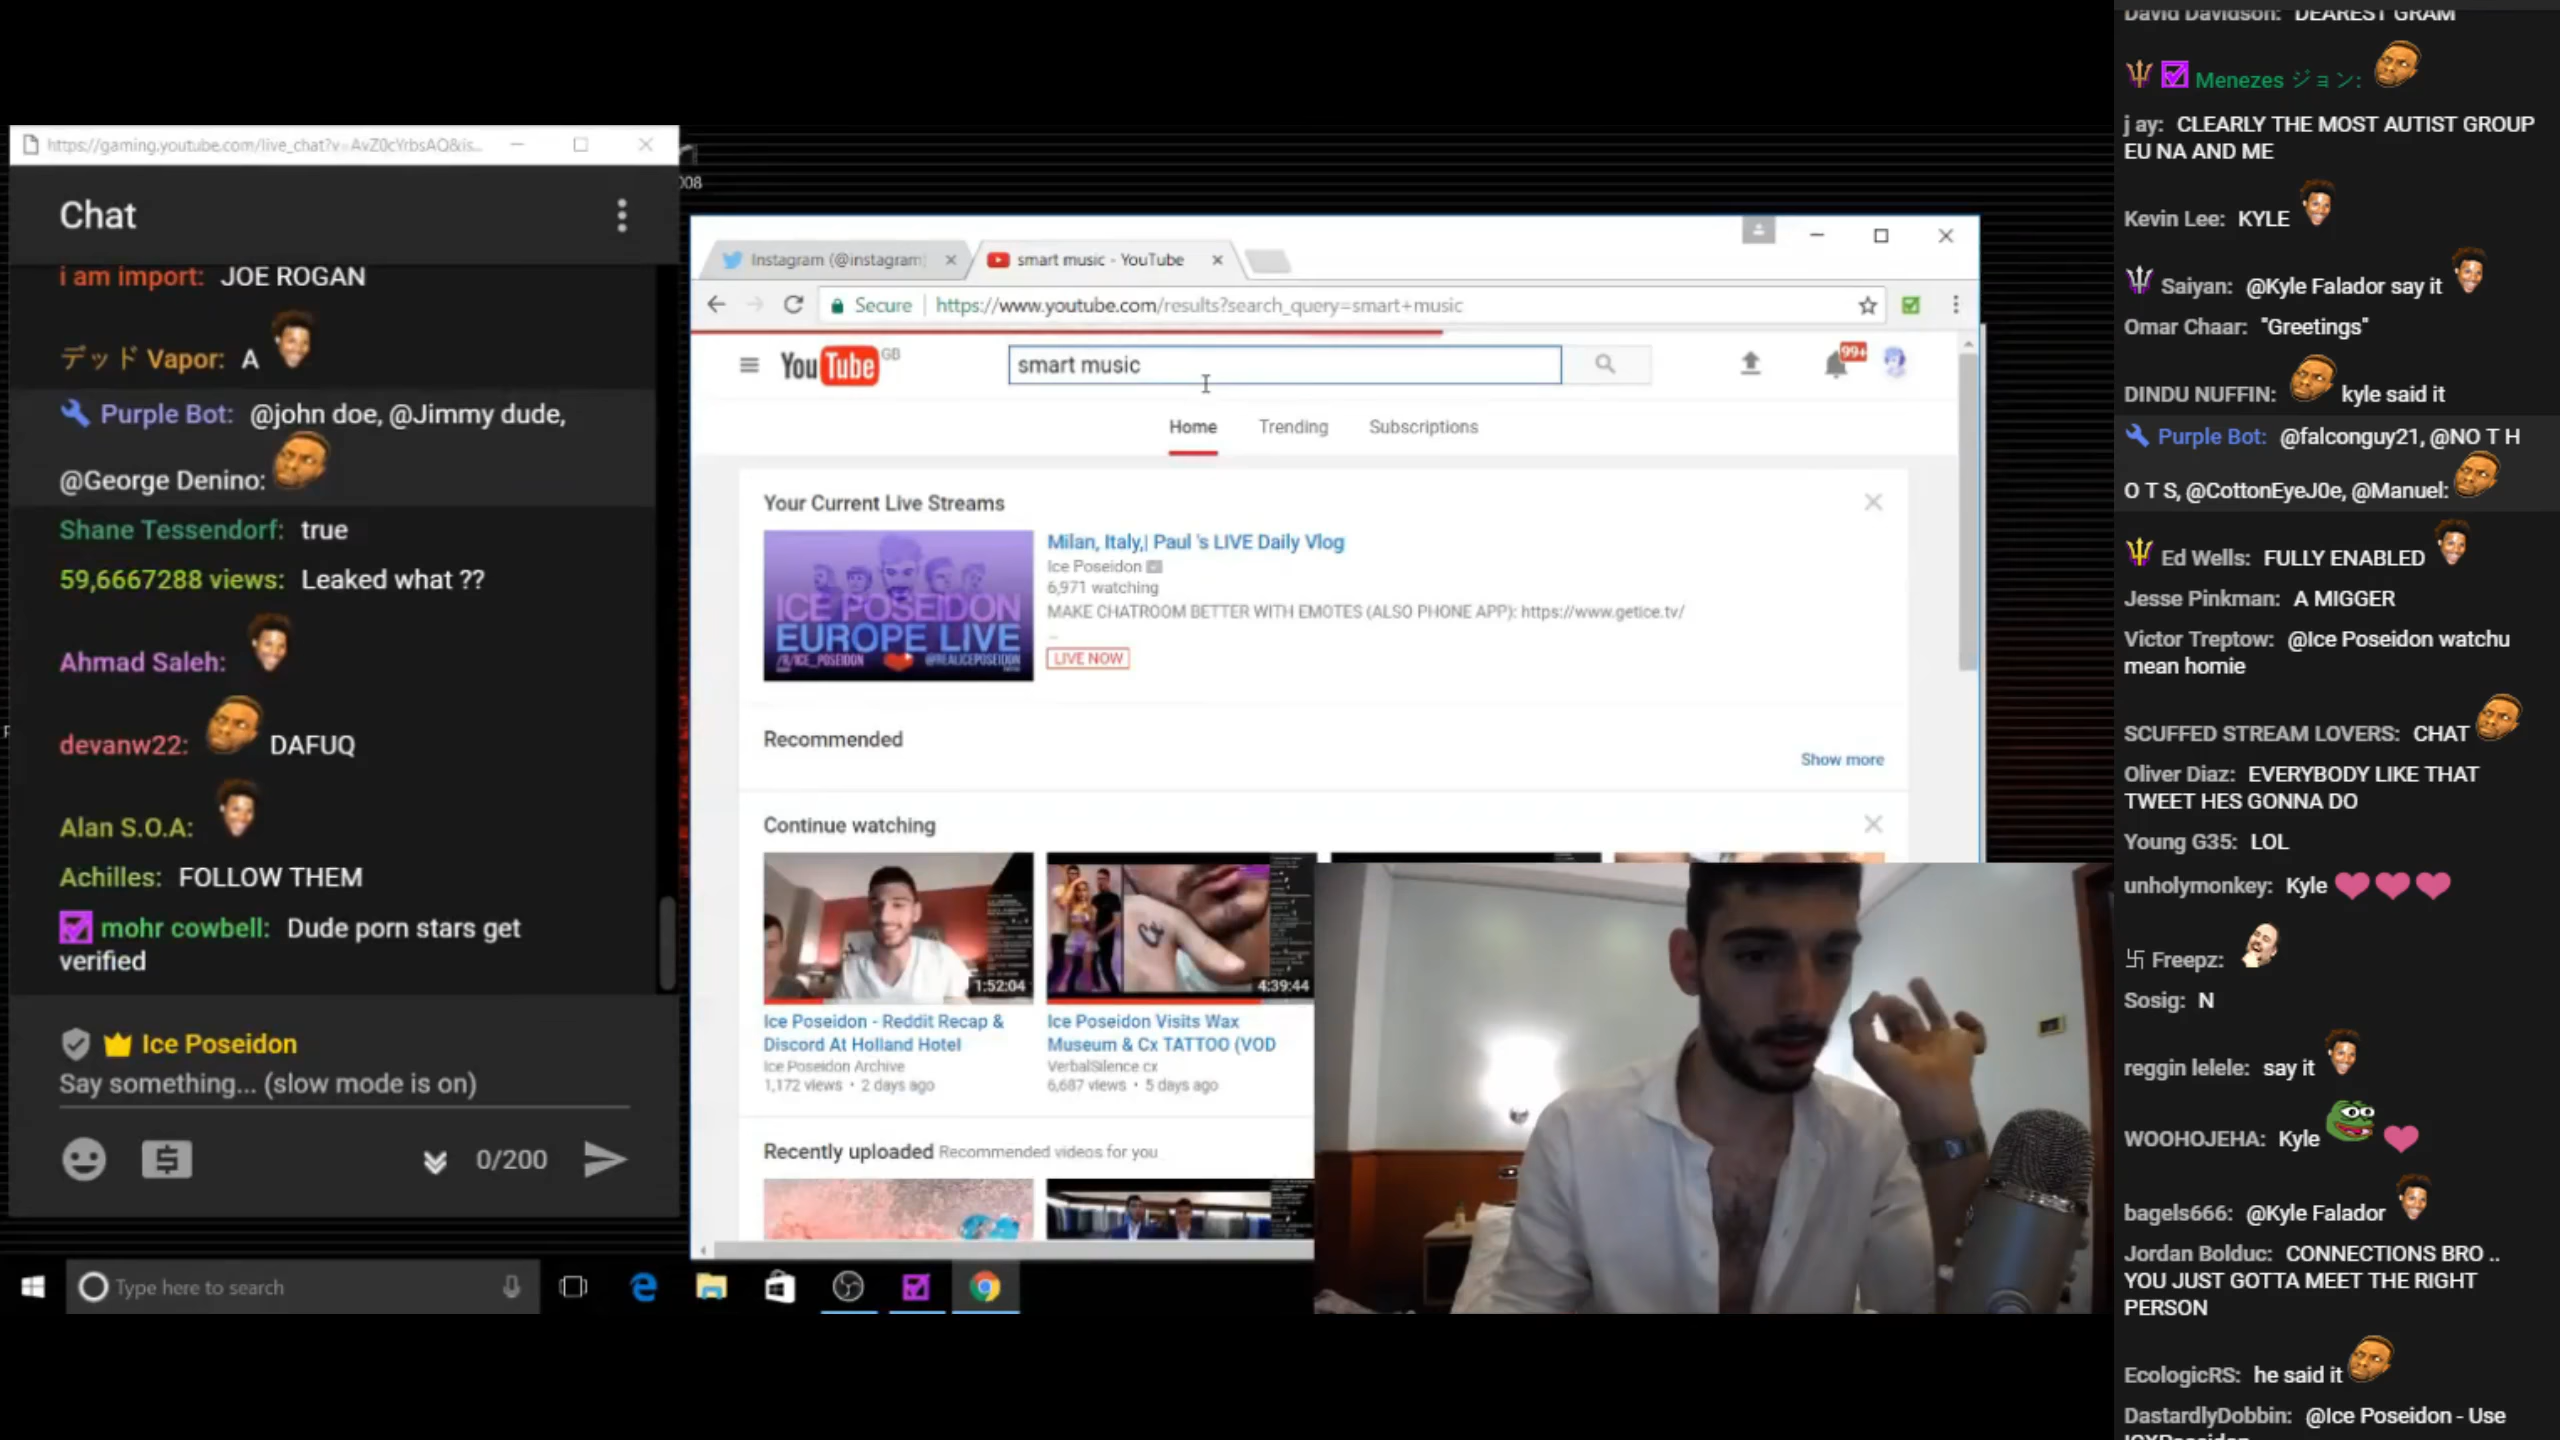 https://gaming.youtube.com/live_chat?v=AvZ0cYrbsAQ&is...
Chat
i am import: JOE ROGAN
デッド Vapor: A
Purple Bot: @john doe, @Jimmy dude,
@George Denino:
Shane Tessendorf: true
59,6667288 views: Leaked what ??
Ahmad Saleh:
devanw22: DAFUQ
Alan S.O.A:
Achilles: FOLLOW THEM
mohr cowbell: Dude porn stars get
verified
Ice Poseidon
Say something... (slow mode is on)
0/200
Type here to search
008
Instagram (@instagram)
smart music - YouTube
Secure
https://www.youtube.com/results?search_query=smart+music
YouTube GB
smart music
99+
Home
Trending
Subscriptions
Your Current Live Streams
ICE POSEIDON
EUROPE LIVE
/R/ICE_POSEIDON
@REALICEPOSEIDON
Milan, Italy,| Paul 's LIVE Daily Vlog
Ice Poseidon
6,971 watching
MAKE CHATROOM BETTER WITH EMOTES (ALSO PHONE APP): https://www.getice.tv/
...
LIVE NOW
Recommended
Show more
Continue watching
1:52:04
4:39:44
Ice Poseidon - Reddit Recap &
Discord At Holland Hotel
Ice Poseidon Archive
1,172 views • 2 days ago
Ice Poseidon Visits Wax
Museum & Cx TATTOO (VOD
VerbalSilence cx
6,687 views • 5 days ago
Recently uploaded Recommended videos for you
David Davidson: DEAREST GRAM
Menezes ジョン:
j ay: CLEARLY THE MOST AUTIST GROUP
EU NA AND ME
Kevin Lee: KYLE
Saiyan: @Kyle Falador say it
Omar Chaar: "Greetings"
DINDU NUFFIN: kyle said it
Purple Bot: @falconguy21, @NO T H
O T S, @CottonEyeJ0e, @Manuel:
Ed Wells: FULLY ENABLED
Jesse Pinkman: A MIGGER
Victor Treptow: @Ice Poseidon watchu
mean homie
SCUFFED STREAM LOVERS: CHAT
Oliver Diaz: EVERYBODY LIKE THAT
TWEET HES GONNA DO
Young G35: LOL
unholymonkey: Kyle
卐 Freepz:
Sosig: N
reggin lelele: say it
WOOHOJEHA: Kyle
bagels666: @Kyle Falador
Jordan Bolduc: CONNECTIONS BRO ..
YOU JUST GOTTA MEET THE RIGHT
PERSON
EcologicRS: he said it
DastardlyDobbin: @Ice Poseidon - Use